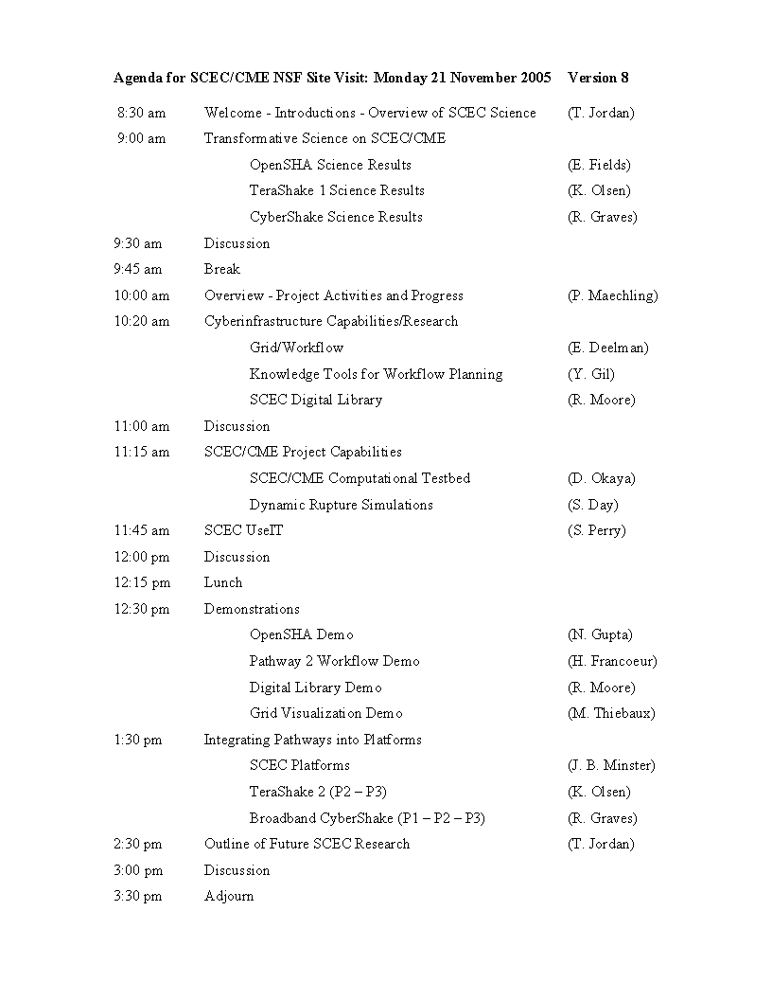 Agenda for SCEC/CME NSF Site Visit: Monday 21 November 2005 Version 8
8:30 am Welcome - Introductions - Overview of SCEC Science (T. Jordan)
9:00 am Transformative Science on SCEC/CME
OpenSHA Science Results (E. Fields)
TeraShake 1 Science Results (K. Olsen)
CyberShake Science Results (R. Graves)
9:30 am Discussion
9:45 am Break
10:00 am Overview - Project Activities and Progress (P. Maechling)
10:20 am Cyberinfrastructure Capabilities/Research
Grid/Workflow (E. Deelman)
Knowledge Tools for Workflow Planning (Y. Gil)
SCEC Digital Library (R. Moore)
11:00 am Discussion
11:15 am SCEC/CME Project Capabilities
SCEC/CME Computational Testbed (D. Okaya)
Dynamic Rupture Simulations (S. Day)
11:45 am SCEC UseIT (S. Perry)
12:00 pm Discussion
12:15 pm Lunch
12:30 pm Demonstrations
OpenSHA Demo (N. Gupta)
Pathway 2 Workflow Demo (H. Francoeur)
Digital Library Demo (R. Moore)
Grid Visualization Demo (M. Thiebaux)
1:30 pm Integrating Pathways into Platforms
SCEC Platforms (J. B. Minster)
TeraShake 2 (P2 – P3) (K. Olsen)
Broadband CyberShake (P1 – P2 – P3) (R. Graves)
2:30 pm Outline of Future SCEC Research (T. Jordan)
3:00 pm Discussion
3:30 pm Adjourn